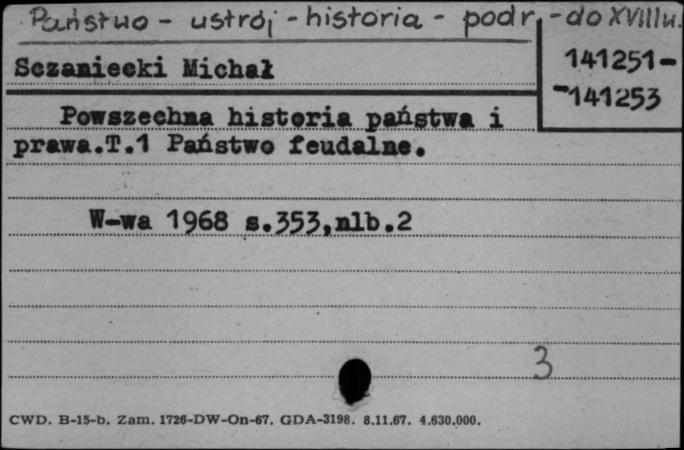 Państwo - ustrój - historia - podr. - do XVIIIw.
Sczaniecki Michał
141251-
-141253
Powszechna historia państwa i
prawa.T.1 Państwo feudalne.
W-wa 1968 s.353,nlb.2
3
CWD. B-15-b. Zam. 1726-DW-On-67. GDA-3198. 8.11.67. 4.630.000.